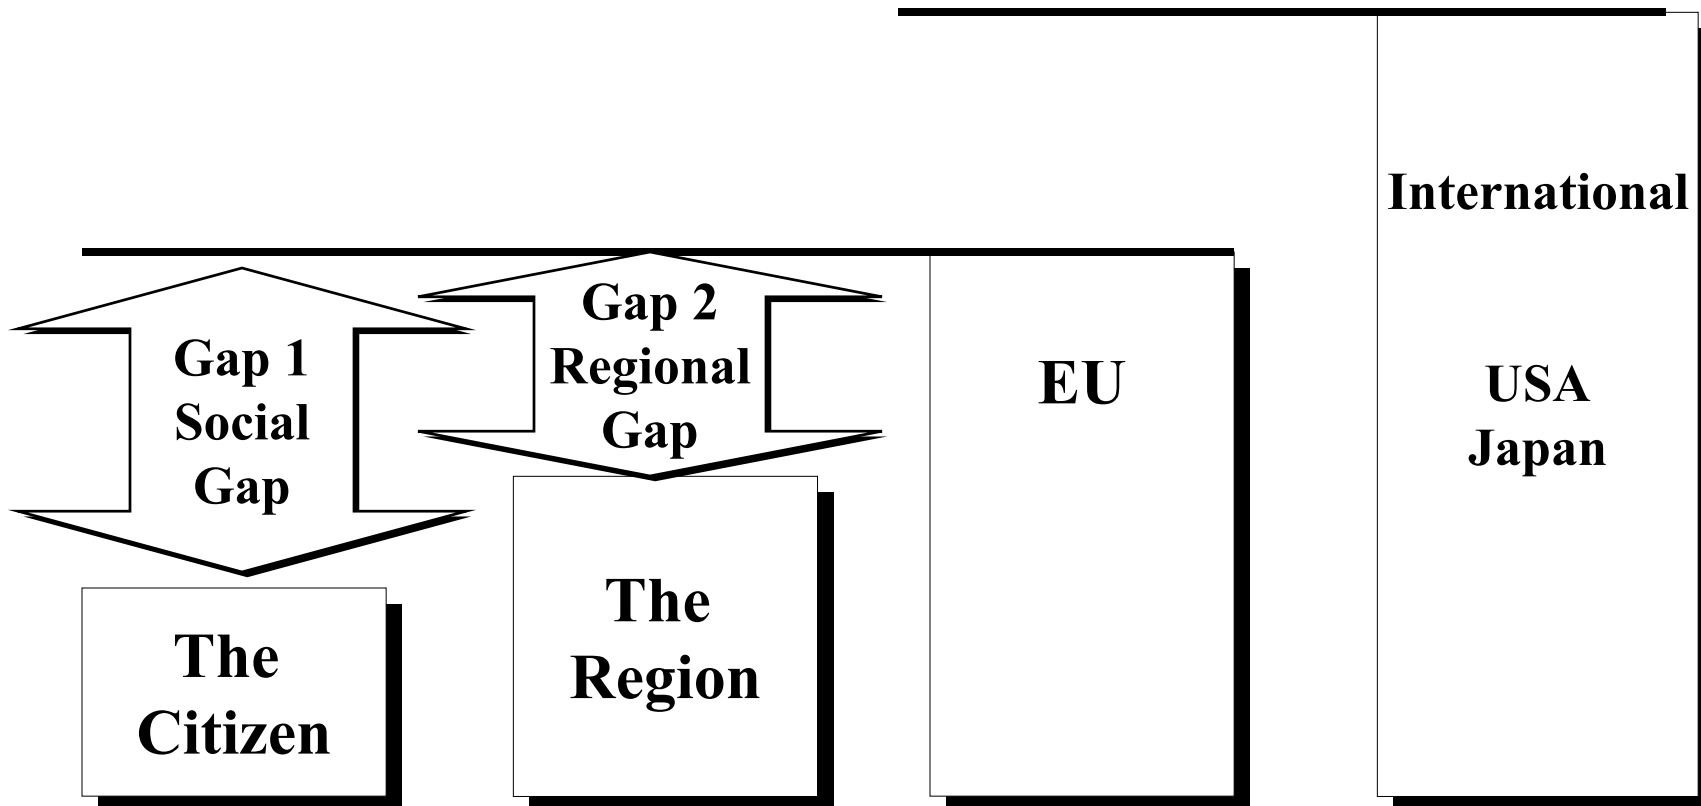 Gap 1
Social
Gap
The
Citizen
Gap 2
Regional
Gap
The
Region
EU
International
USA
Japan